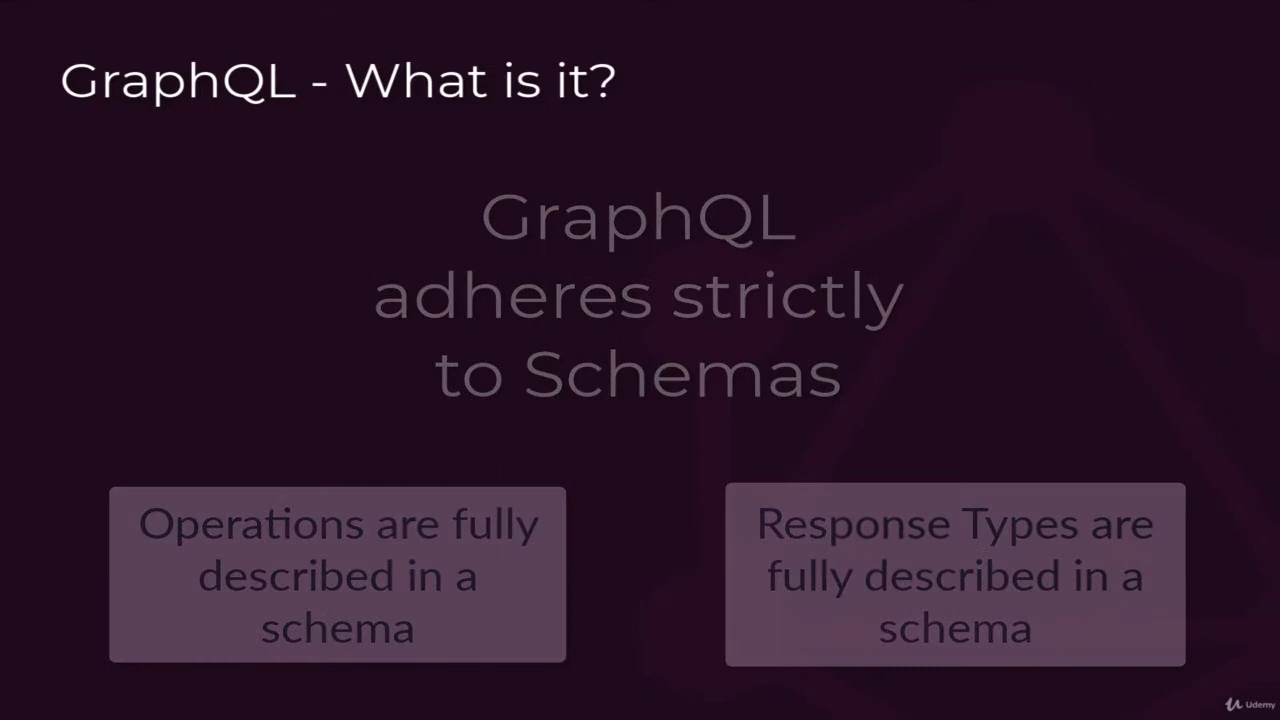 GraphQL - What is it?
GraphQL
adheres strictly
to Schemas
Operations are fully
described in a
schema
Response Types are
fully described in a
schema
Udemy